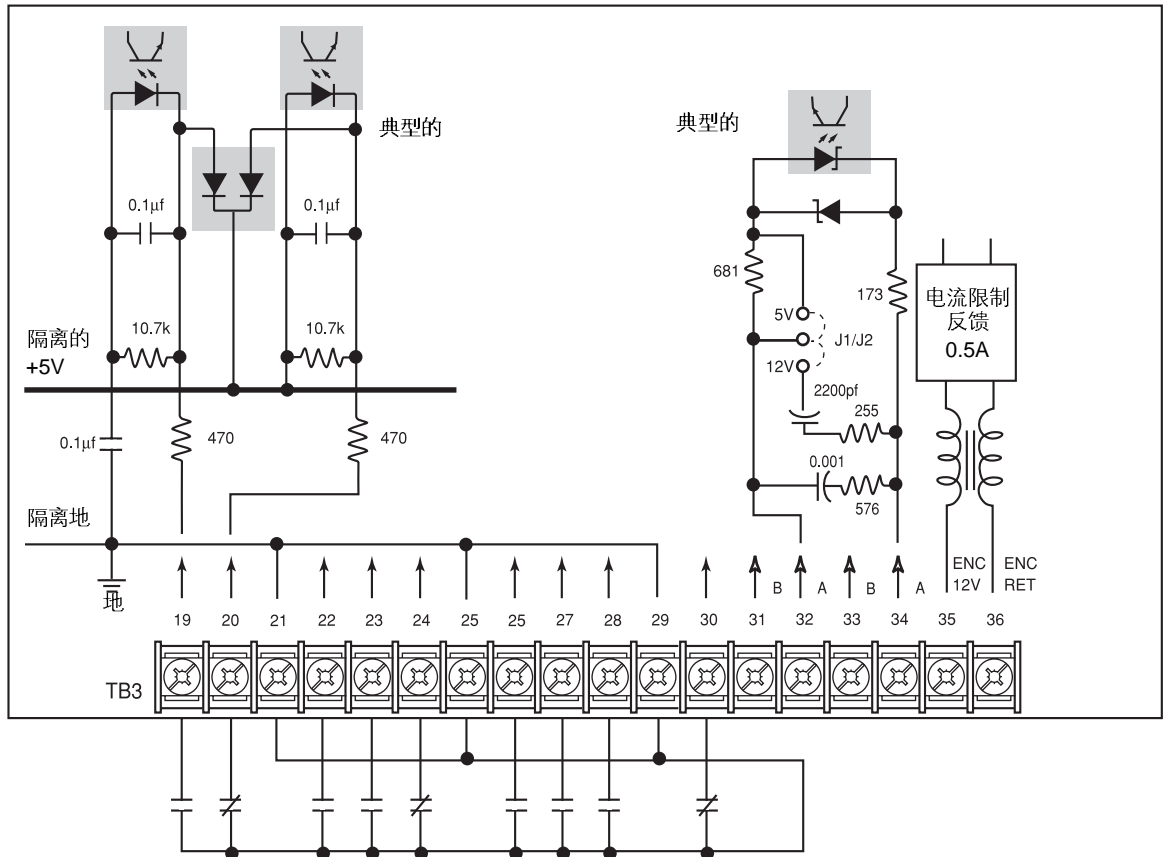 典型的
典型的
0.1µf
0.1µf
681
173
电流限制
反馈
0.5A
5V
J1/J2
12V
隔离的
+5V
10.7k
10.7k
2200pf
255
0.1µf
470
470
0.001
576
隔离地
地
B
A
B
A
ENC
12V
ENC
RET
19
20
21
22
23
24
25
25
27
28
29
30
31
32
33
34
35
36
TB3